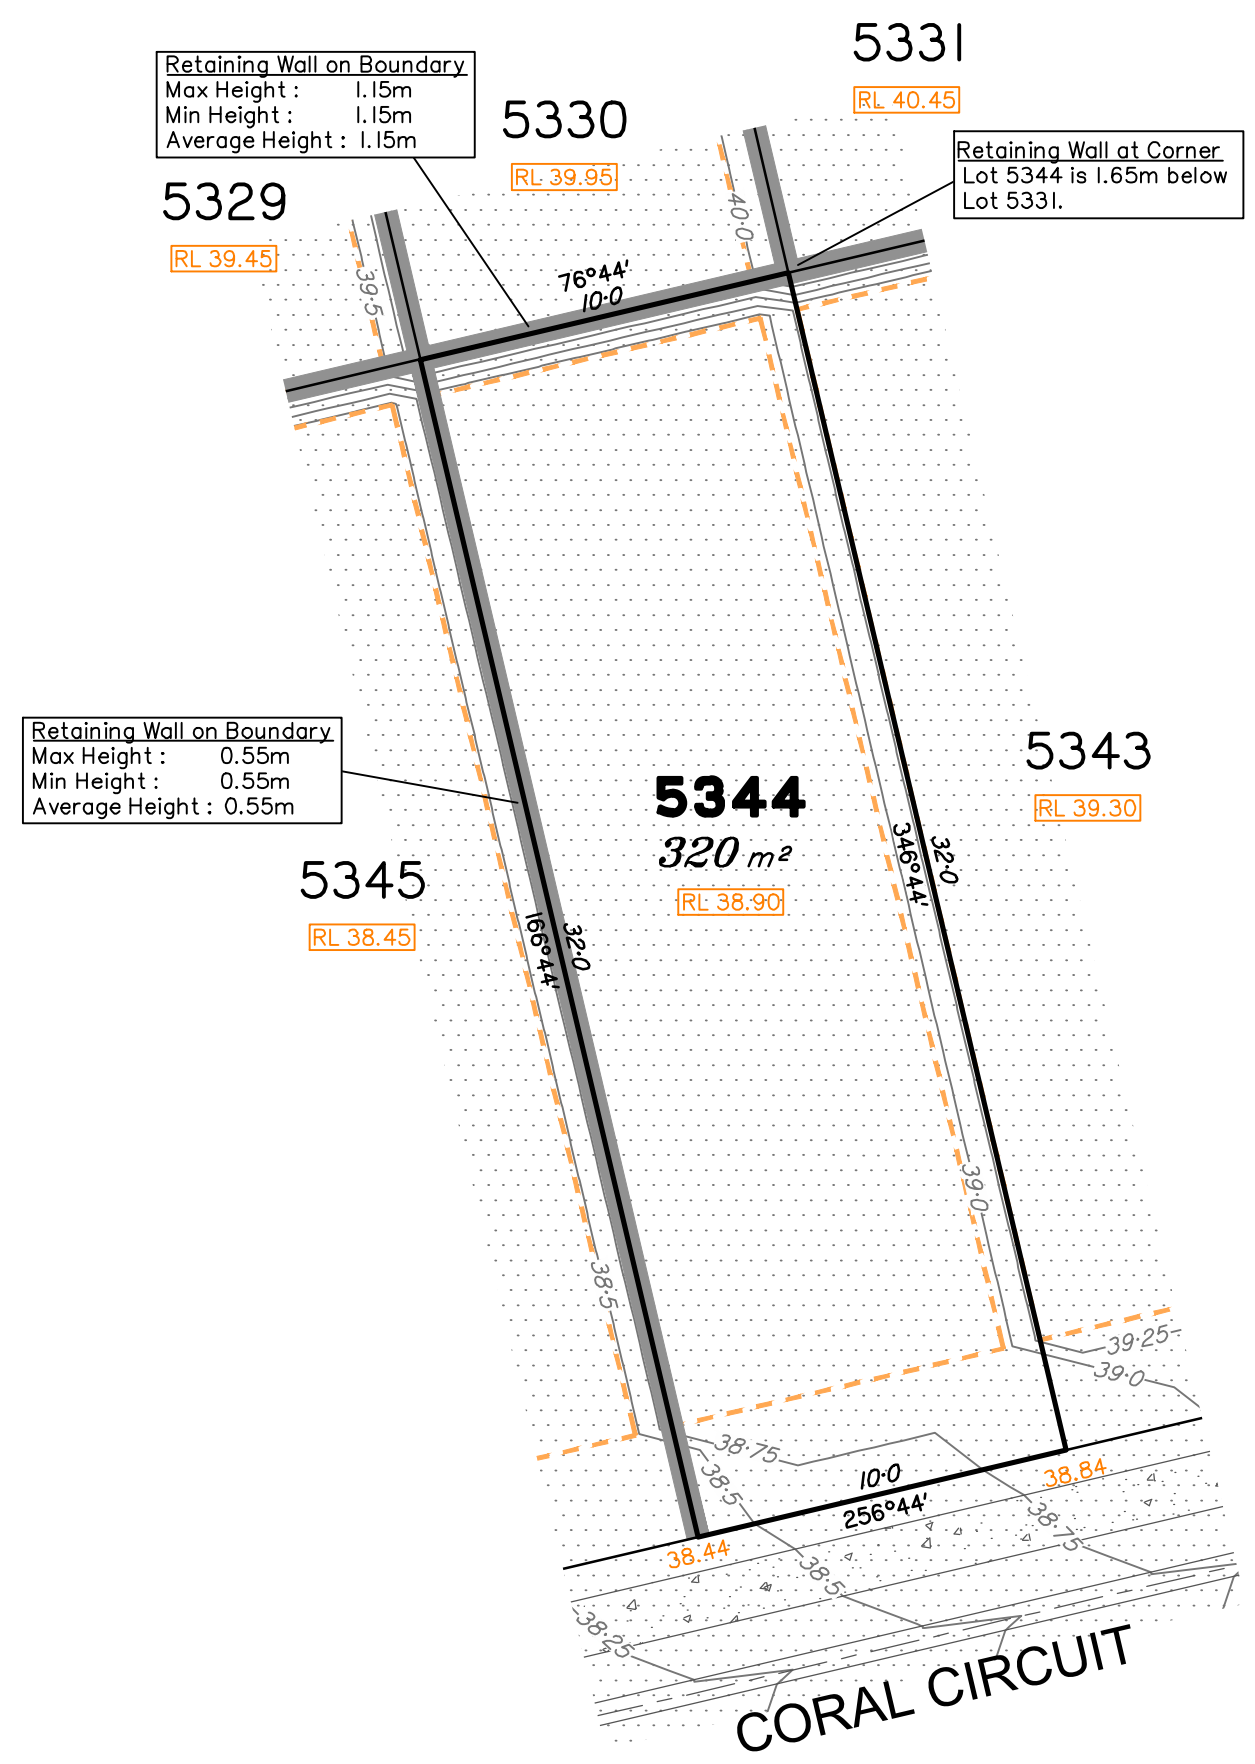 5331
RL 40.45
Retaining Wall on Boundary
Max Height : 1.15m
Min Height : 1.15m
Average Height : 1.15m
5330
RL 39.95
Retaining Wall at Corner
Lot 5344 is 1.65m below
Lot 5331.
5329
RL 39.45
40·0
39·5
76°44'
10·0
Retaining Wall on Boundary
Max Height : 0.55m
Min Height : 0.55m
Average Height : 0.55m
5343
RL 39.30
5344
320 m²
RL 38.90
346°44'
32·0
5345
RL 38.45
166°44'
32·0
39·0
38·5
39·25
39·0
38·75
38·5
10·0
256°44'
38.84
38.44
38·75
38·5
38·25
CORAL CIRCUIT